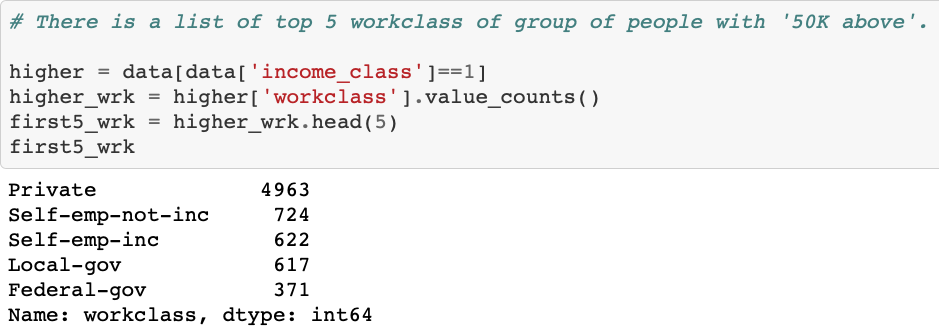 # There is a list of top 5 workclass of group of people with '50K above'.
higher = data[data['income_class']==1]
higher_wrk = higher['workclass'].value_counts()
first5_wrk = higher_wrk.head(5)
first5_wrk
Private             4963
Self-emp-not-inc     724
Self-emp-inc         622
Local-gov            617
Federal-gov          371
Name: workclass, dtype: int64